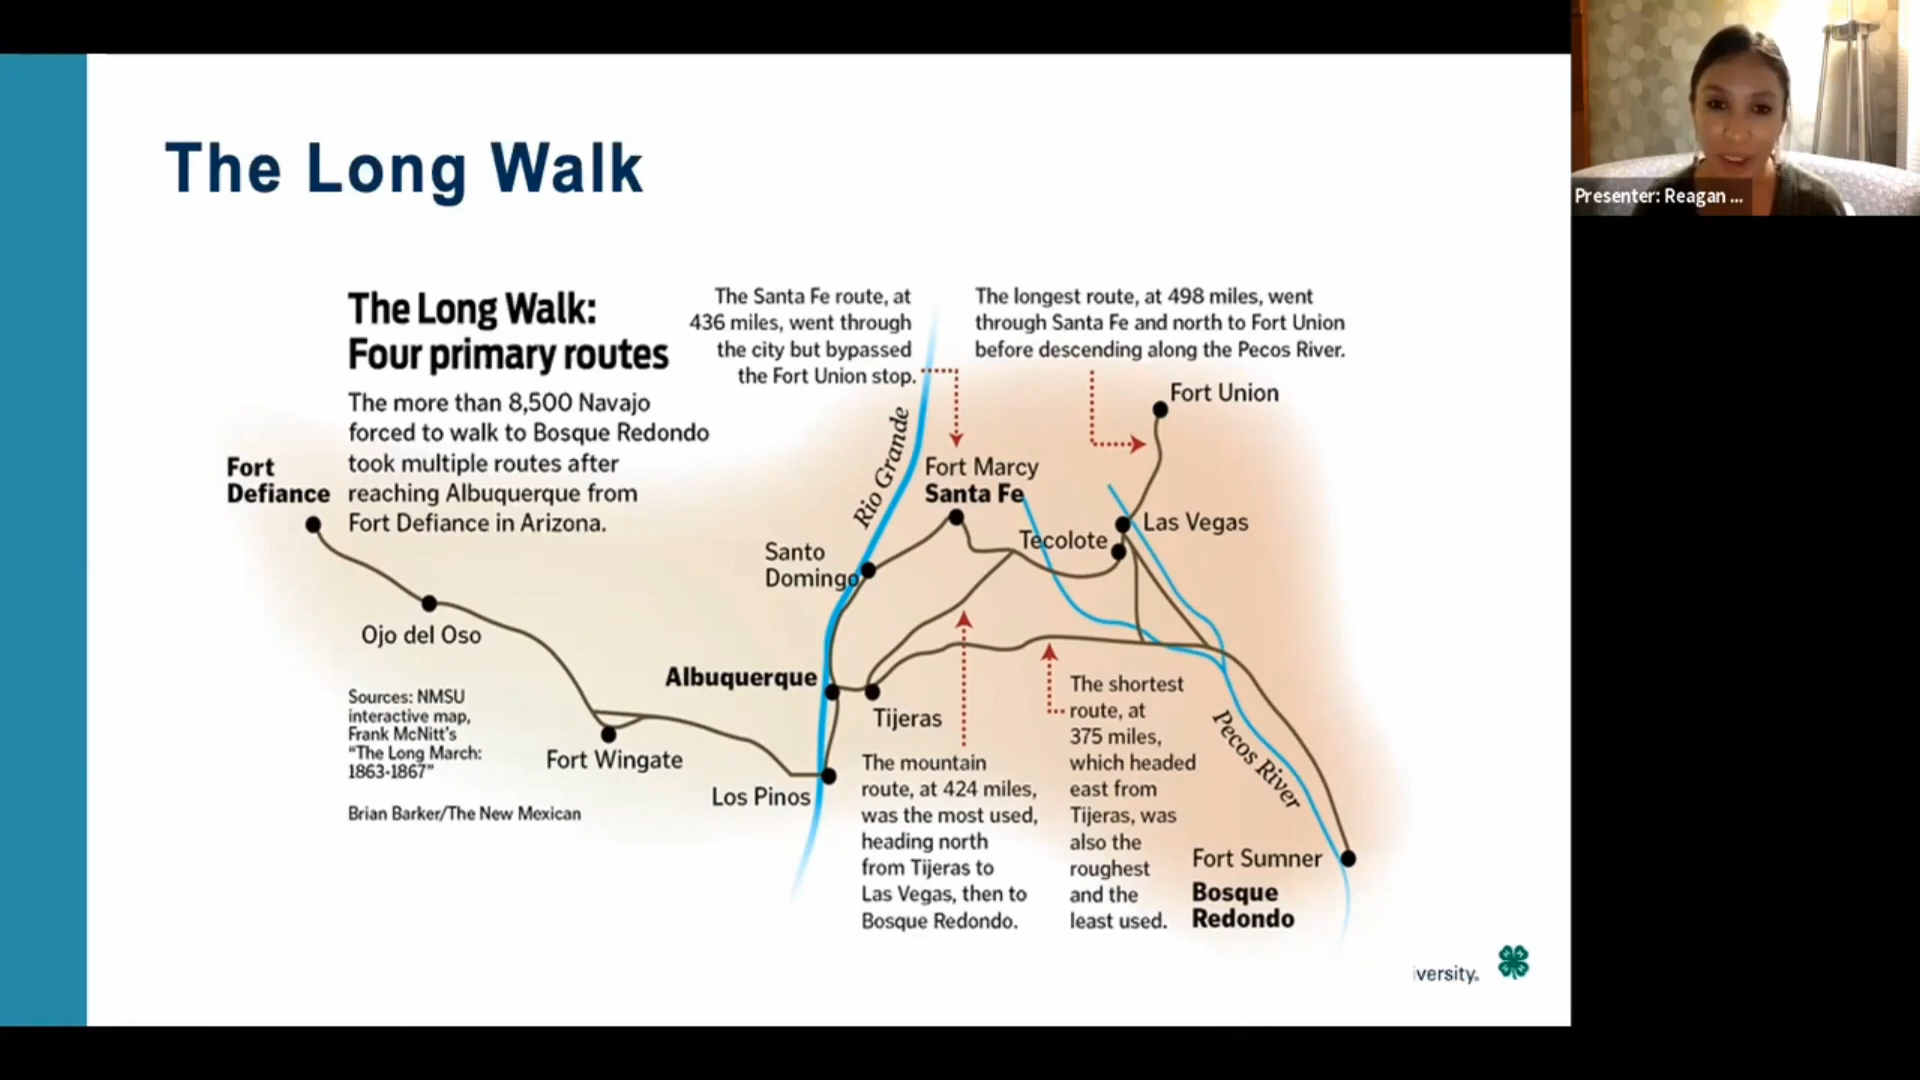 The Long Walk
Presenter: Reagan ...
The Long Walk:
Four primary routes
The more than 8,500 Navajo
forced to walk to Bosque Redondo
took multiple routes after
reaching Albuquerque from
Fort Defiance in Arizona.
The Santa Fe route, at
436 miles, went through
the city but bypassed
the Fort Union stop.
The longest route, at 498 miles, went
through Santa Fe and north to Fort Union
before descending along the Pecos River.
Fort
Defiance
Ojo del Oso
Fort Wingate
Los Pinos
Albuquerque
Tijeras
Santo
Domingo
Rio Grande
Fort Marcy
Santa Fe
Tecolote
Las Vegas
Fort Union
Pecos River
Fort Sumner
Bosque
Redondo
The mountain
route, at 424 miles,
was the most used,
heading north
from Tijeras to
Las Vegas, then to
Bosque Redondo.
The shortest
route, at
375 miles,
which headed
east from
Tijeras, was
also the
roughest
and the
least used.
Sources: NMSU
interactive map,
Frank McNitt's
"The Long March:
1863-1867"
Brian Barker/The New Mexican
iversity.